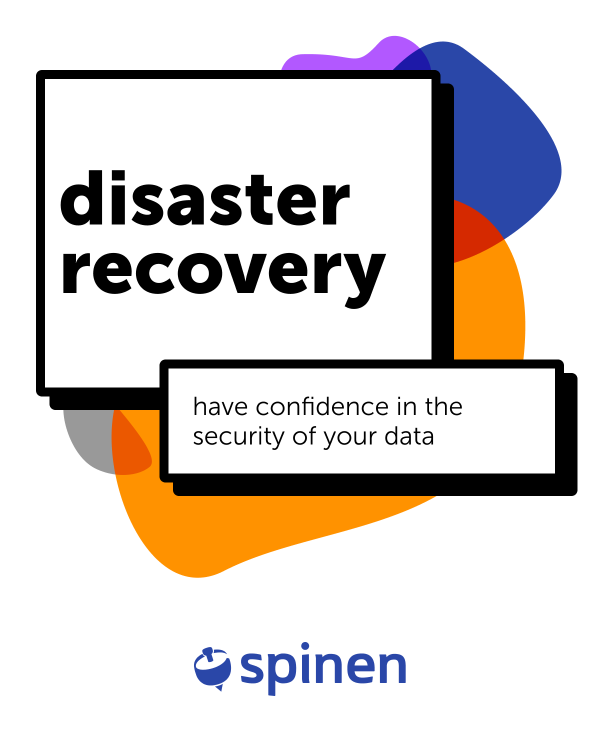 disaster
recovery
have confidence in the
security of your data
spinen